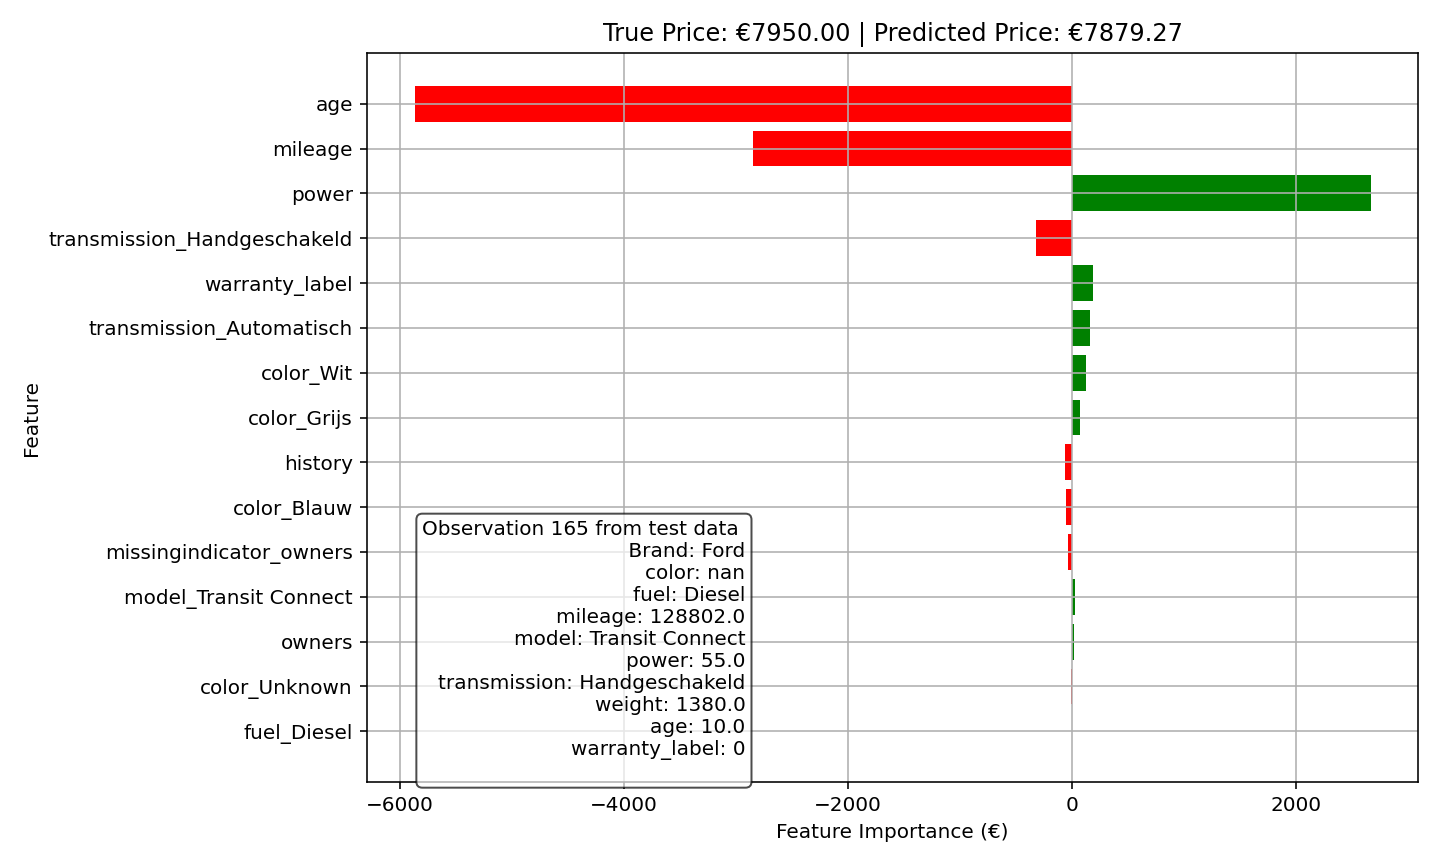 True Price: €7950.00 | Predicted Price: €7879.27
Feature
age
mileage
power
transmission_Handgeschakeld
warranty_label
transmission_Automatisch
color_Wit
color_Grijs
history
color_Blauw
missingindicator_owners
model_Transit Connect
owners
color_Unknown
fuel_Diesel
Observation 165 from test data
Brand: Ford
color: nan
fuel: Diesel
mileage: 128802.0
model: Transit Connect
power: 55.0
transmission: Handgeschakeld
weight: 1380.0
age: 10.0
warranty_label: 0
−6000 −4000 −2000 0 2000
Feature Importance (€)